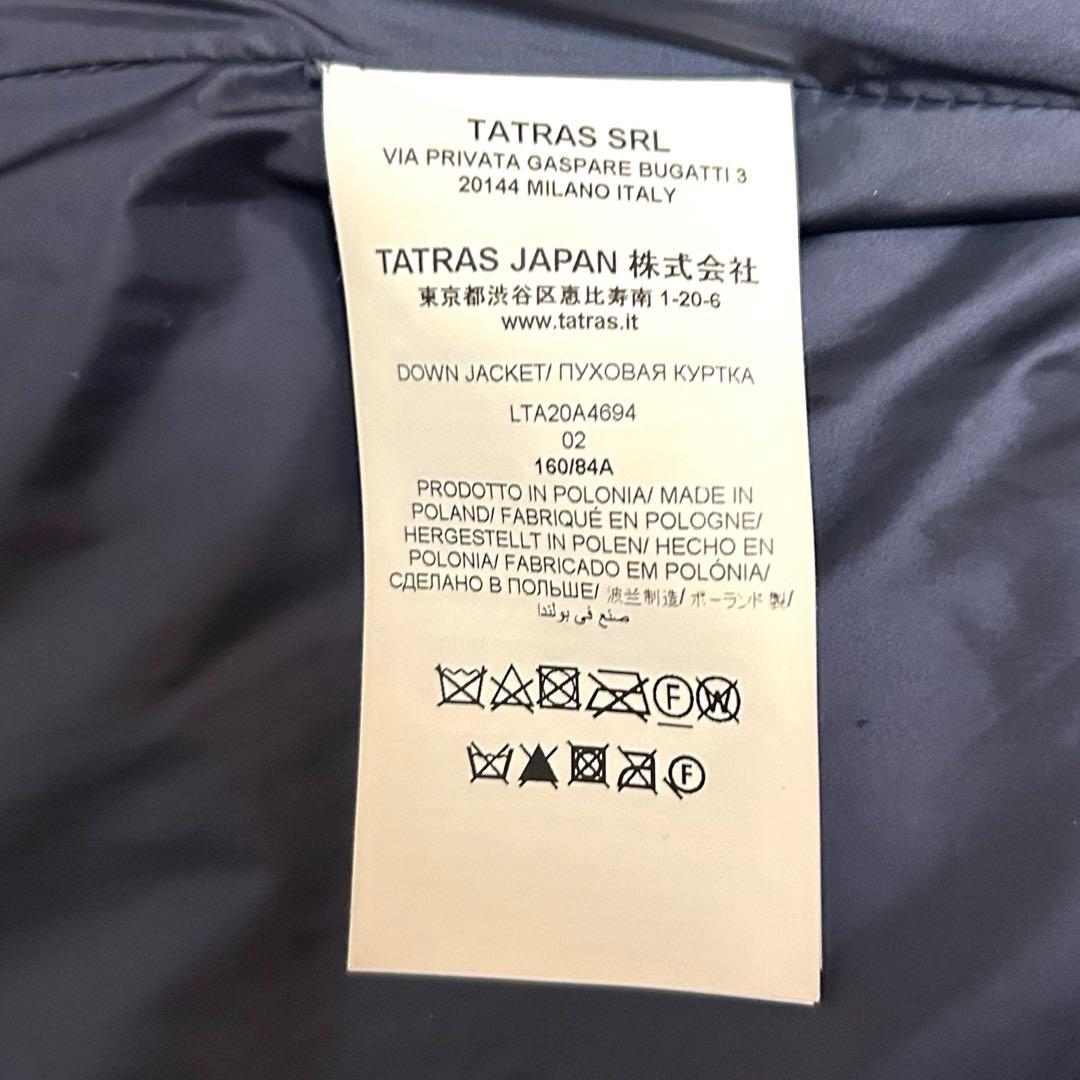 TATRAS SRL
VIA PRIVATA GASPARE BUGATTI 3
20144 MILANO ITALY
TATRAS JAPAN 株式会社
東京都渋谷区恵比寿南 1-20-6
www.tatras.it
DOWN JACKET/ ПУХОВАЯ КУРТКА
LTA20A4694
02
160/84A
PRODOTTO IN POLONIA/ MADE IN
POLAND/ FABRIQUÉ EN POLOGNE/
HERGESTELLT IN POLEN/ HECHO EN
POLONIA/ FABRICADO EM POLÓNIA/
СДЕЛАНО В ПОЛЬШЕ/ 波兰制造/ ポーランド 製/
صنع في بولندا
F W
F